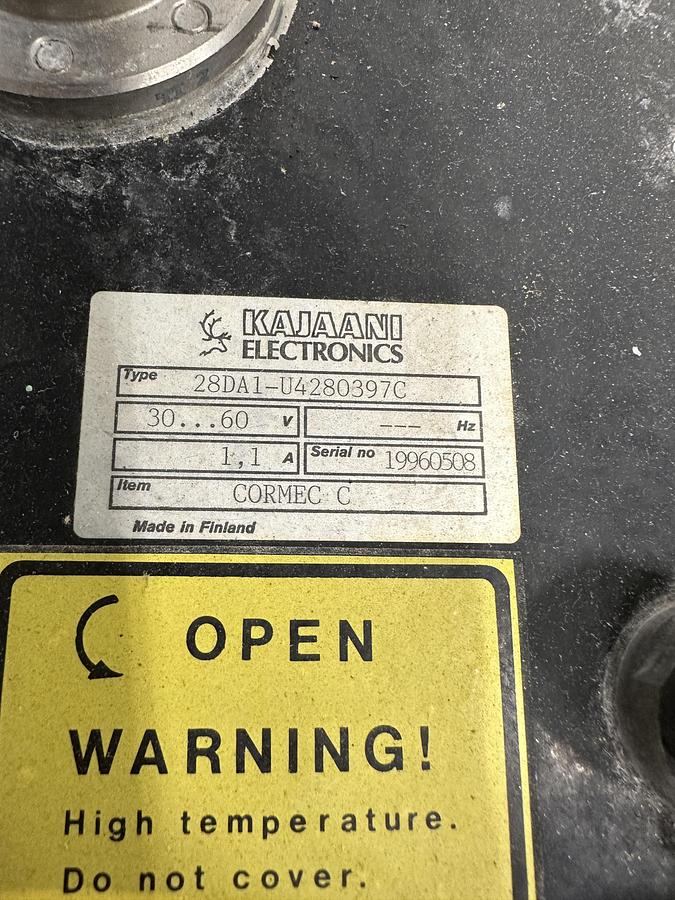 KAJAANI
ELECTRONICS
Type 28DA1-U4280397C
30...60 V --- Hz
1,1 A Serial no 19960508
Item CORMEC C
Made in Finland
OPEN
WARNING!
High temperature.
Do not cover.